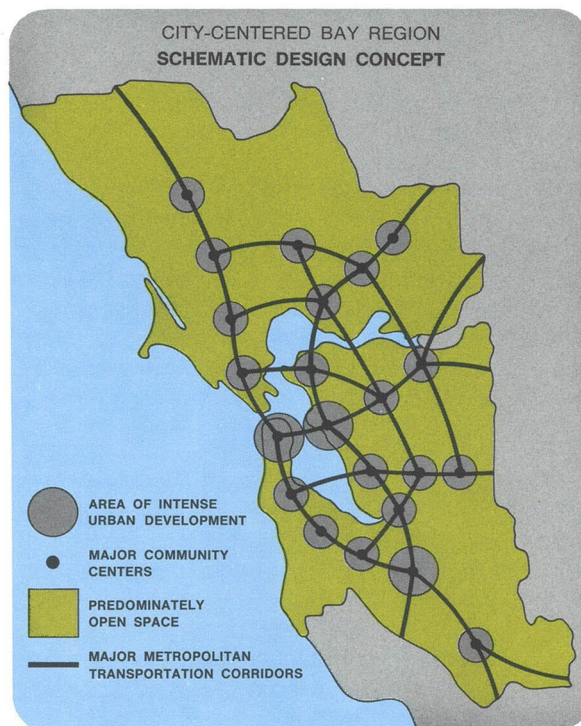 CITY-CENTERED BAY REGION
SCHEMATIC DESIGN CONCEPT
AREA OF INTENSE
URBAN DEVELOPMENT
MAJOR COMMUNITY
CENTERS
PREDOMINATELY
OPEN SPACE
MAJOR METROPOLITAN
TRANSPORTATION CORRIDORS